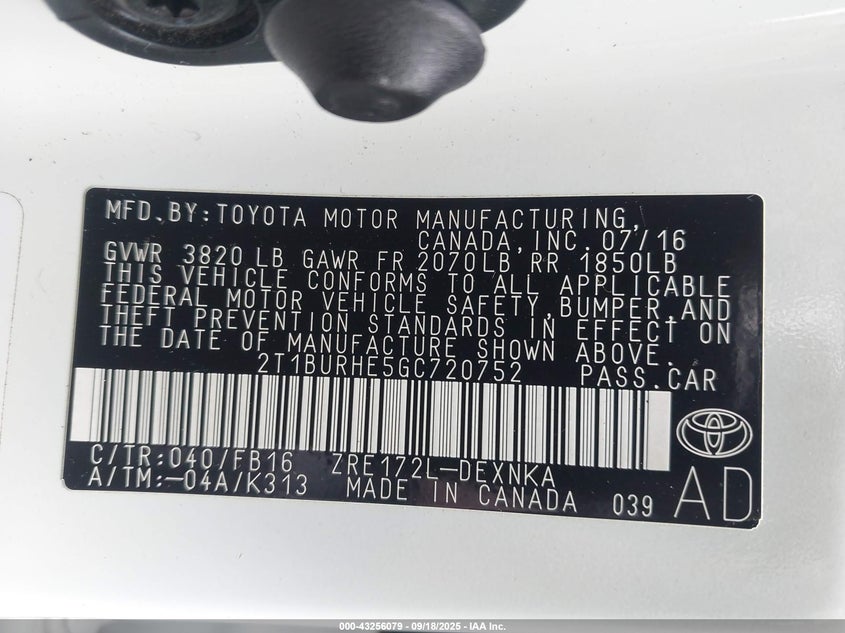 MFD.BY:TOYOTA MOTOR MANUFACTURING,
CANADA,INC. 07/16
GVWR 3820 LB GAWR FR 2070LB RR 1850LB
THIS VEHICLE CONFORMS TO ALL APPLICABLE
FEDERAL MOTOR VEHICLE SAFETY,BUMPER,AND
THEFT PREVENTION STANDARDS IN EFFECT ON
THE DATE OF MANUFACTURE SHOWN ABOVE.
2T1BURHE5GC720752 PASS.CAR
C/TR:040/FB16 ZRE172L-DEXNKA
A/TM:-04A/K313 MADE IN CANADA 039 AD
000-43256079 - 09/18/2025 - IAA Inc.